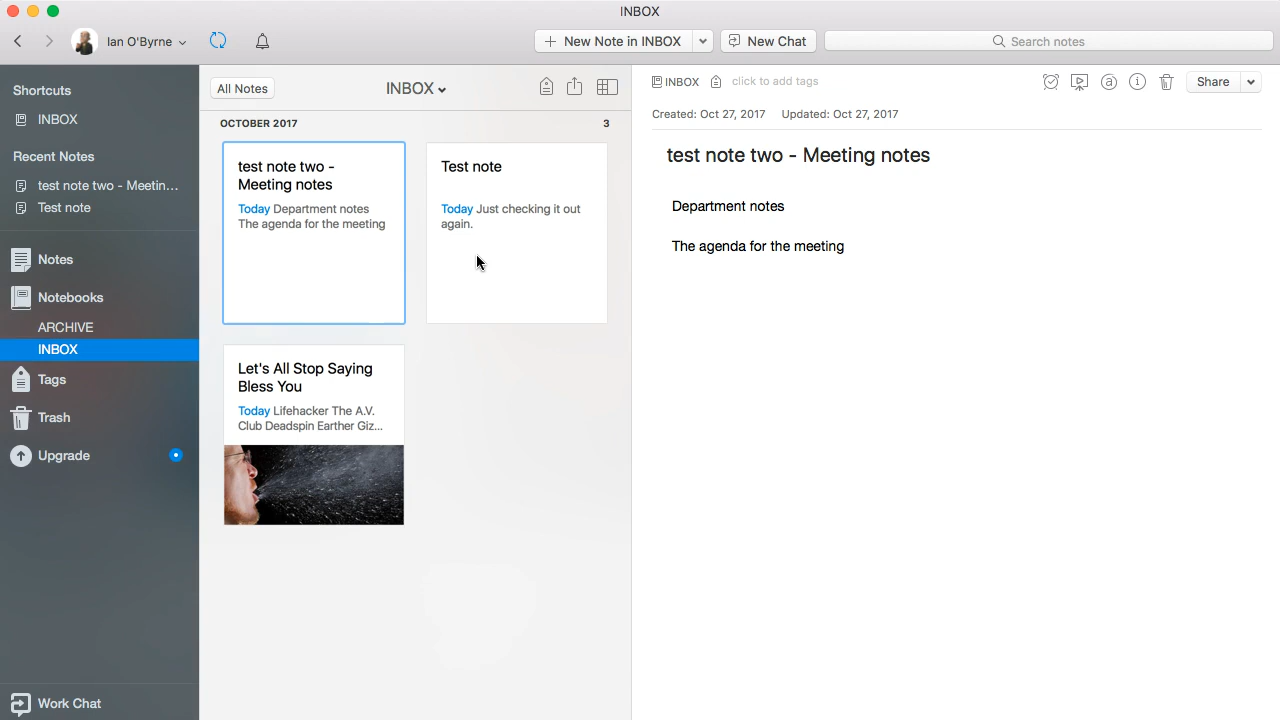 INBOX
Ian O'Byrne
New Note in INBOX
New Chat
Search notes
Shortcuts
INBOX
Recent Notes
test note two - Meetin...
Test note
Notes
Notebooks
ARCHIVE
INBOX
Tags
Trash
Upgrade
Work Chat
All Notes
INBOX
OCTOBER 2017
3
test note two -
Meeting notes
Today Department notes
The agenda for the meeting
Test note
Today Just checking it out
again.
Let's All Stop Saying
Bless You
Today Lifehacker The A.V.
Club Deadspin Earther Giz...
INBOX
click to add tags
Share
Created: Oct 27, 2017
Updated: Oct 27, 2017
test note two - Meeting notes
Department notes
The agenda for the meeting